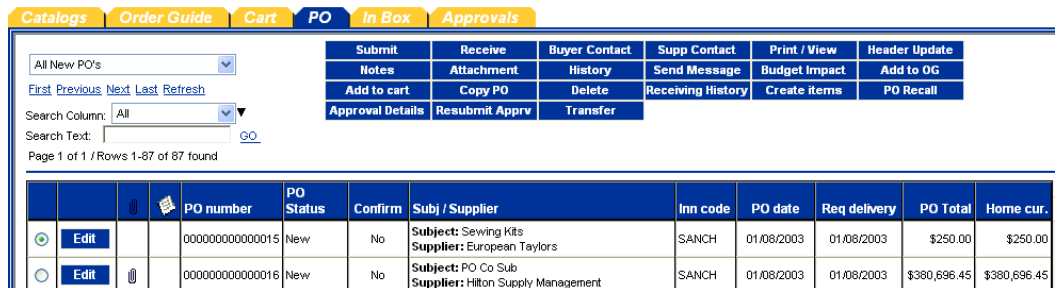 Catalogs Order Guide Cart PO In Box Approvals
All New PO's
First Previous Next Last Refresh
Search Column: All
Search Text: GO
Page 1 of 1 / Rows 1-87 of 87 found
Submit Receive Buyer Contact Supp Contact Print / View Header Update
Notes Attachment History Send Message Budget Impact Add to OG
Add to cart Copy PO Delete Receiving History Create items PO Recall
Approval Details Resubmit Apprv Transfer
PO number PO Status Confirm Subj / Supplier Inn code PO date Req delivery PO Total Home cur.
Edit 000000000000015 New No Subject: Sewing Kits SANCH 01/08/2003 01/08/2003 $250.00 $250.00
Supplier: European Taylors
Edit 000000000000016 New No Subject: PO Co Sub SANCH 01/08/2003 01/08/2003 $380,696.45 $380,696.45
Supplier: Hilton Supply Management